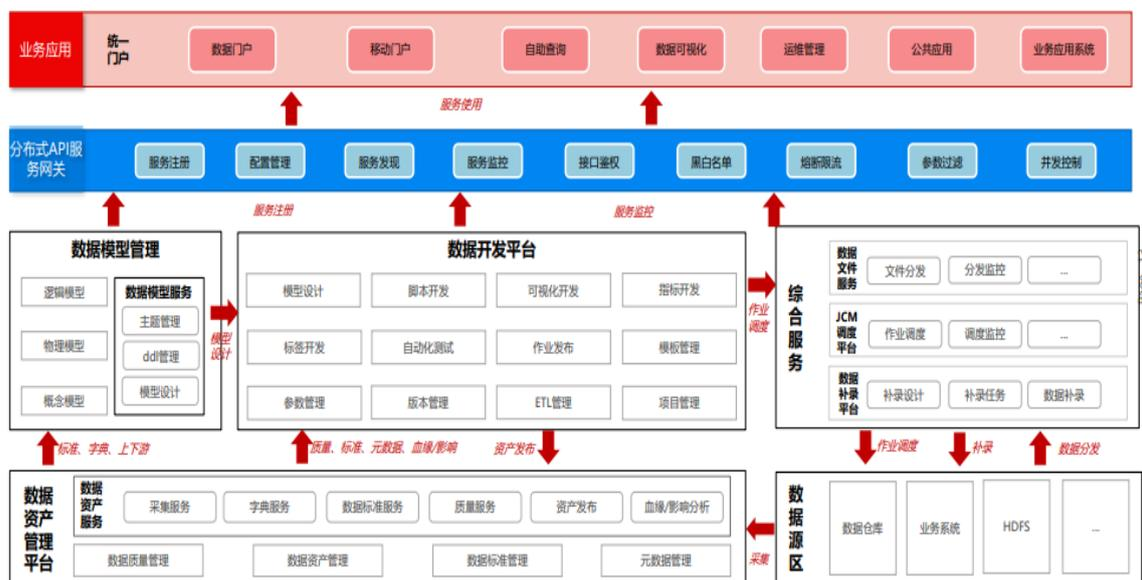 业务应用
统一
门户
数据门户
移动门户
自助查询
数据可视化
运维管理
公共应用
业务应用系统
服务使用
分布式API服
务网关
服务注册
配置管理
服务发现
服务监控
接口鉴权
黑白名单
熔断限流
参数过滤
并发控制
服务注册
服务监控
数据模型管理
逻辑模型
物理模型
概念模型
数据模型服务
主题管理
ddl管理
模型设计
模型
设计
数据开发平台
模型设计
脚本开发
可视化开发
指标开发
标签开发
自动化测试
作业发布
模板管理
参数管理
版本管理
ETL管理
项目管理
作业
调度
综
合
服
务
数据
文件
服务
文件分发
分发监控
...
JCM
调度
平台
作业调度
调度监控
...
数据
补录
平台
补录设计
补录任务
数据补录
标准、字典、上下游
质量、标准、元数据、血缘/影响
资产发布
作业调度
补录
数据分发
数据
资产
管理
平台
数据
资产
服务
采集服务
字典服务
数据标准服务
质量服务
资产发布
血缘/影响分析
数据质量管理
数据资产管理
数据标准管理
元数据管理
采集
数
据
源
区
数据仓库
业务系统
HDFS
...